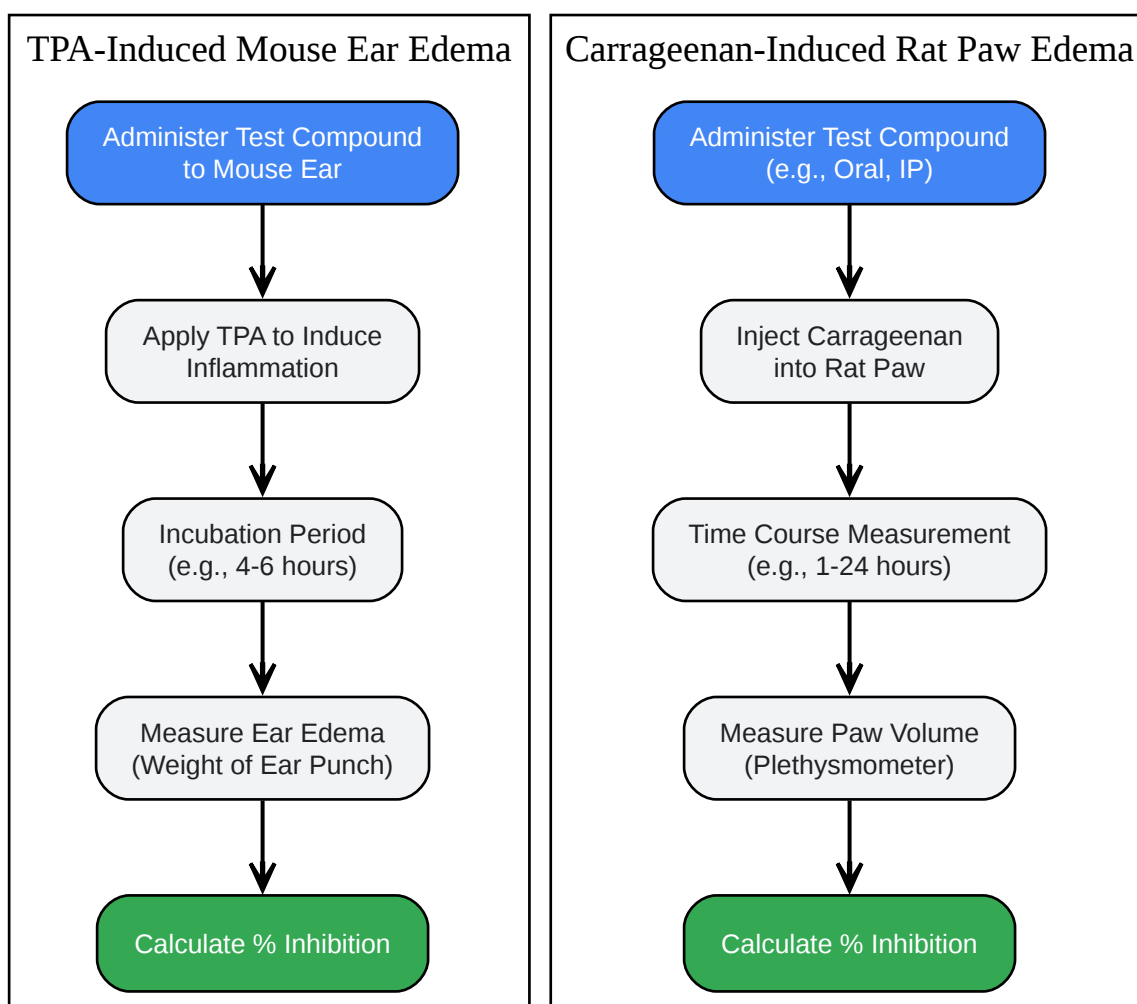 TPA-Induced Mouse Ear Edema
Administer Test Compound
to Mouse Ear
Apply TPA to Induce
Inflammation
Incubation Period
(e.g., 4-6 hours)
Measure Ear Edema
(Weight of Ear Punch)
Calculate % Inhibition
Carrageenan-Induced Rat Paw Edema
Administer Test Compound
(e.g., Oral, IP)
Inject Carrageenan
into Rat Paw
Time Course Measurement
(e.g., 1-24 hours)
Measure Paw Volume
(Plethysmometer)
Calculate % Inhibition